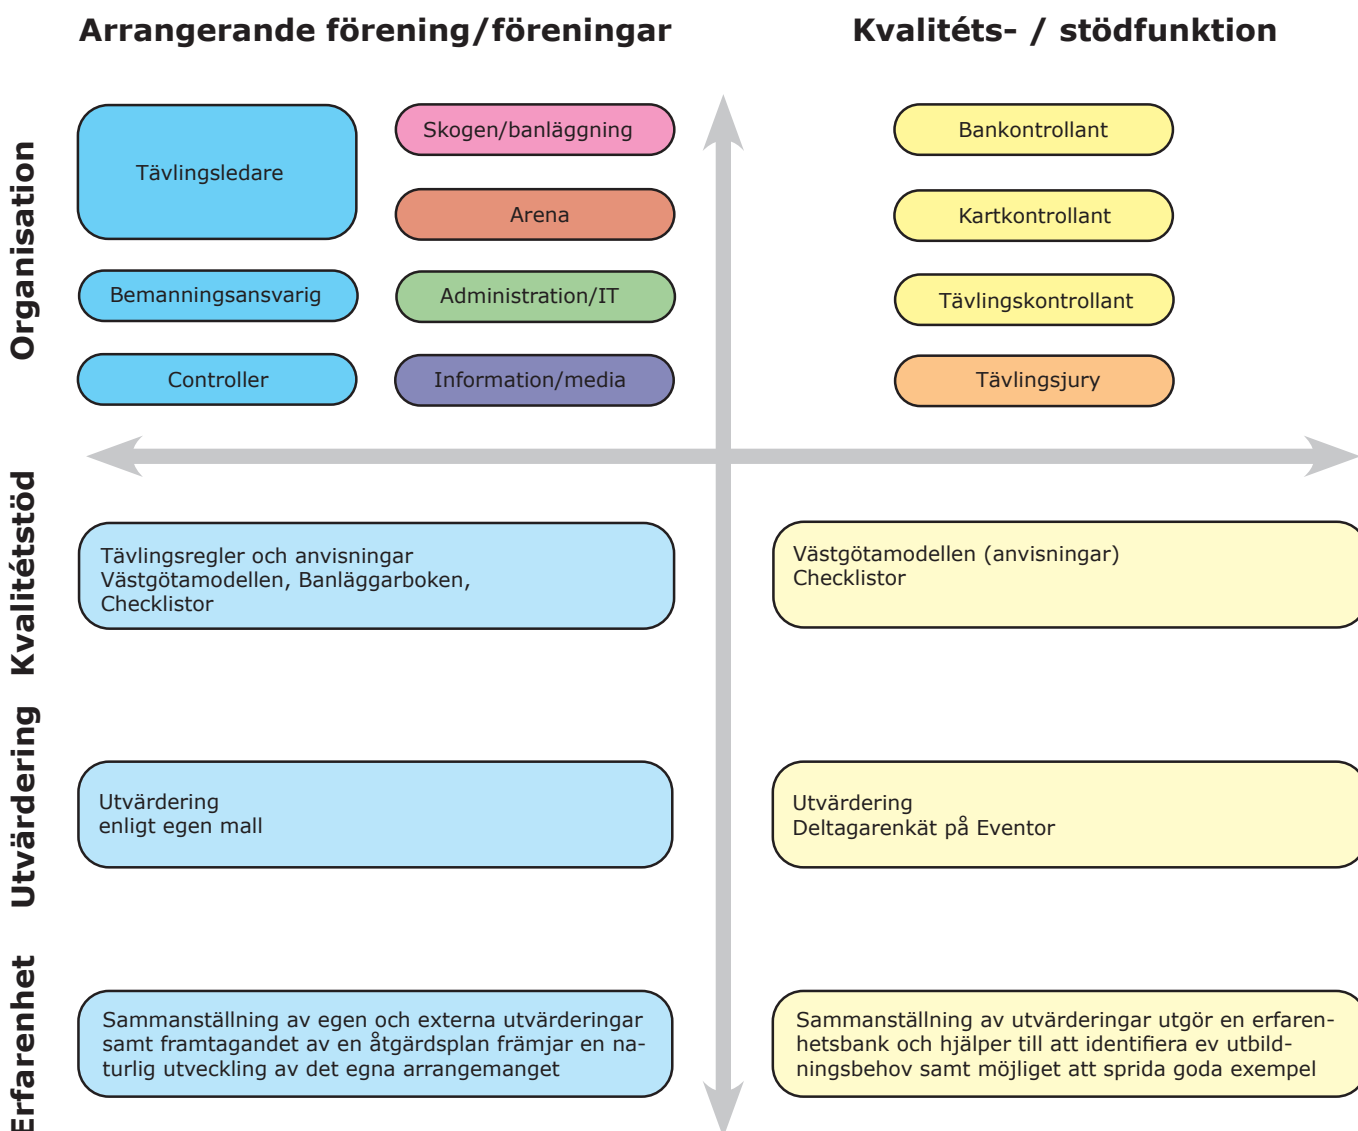 Arrangerande förening/föreningar
Kvalitéts- / stödfunktion
Organisation
Tävlingsledare
Bemanningsansvarig
Controller
Skogen/banläggning
Arena
Administration/IT
Information/media
Bankontrollant
Kartkontrollant
Tävlingskontrollant
Tävlingsjury
Kvalitétstöd
Tävlingsregler och anvisningar
Västgötamodellen, Banläggarboken,
Checklistor
Västgötamodellen (anvisningar)
Checklistor
Utvärdering
Utvärdering
enligt egen mall
Utvärdering
Deltagarenkät på Eventor
Erfarenhet
Sammanställning av egen och externa utvärderingar
samt framtagandet av en åtgärdsplan främjar en na-
turlig utveckling av det egna arrangemanget
Sammanställning av utvärderingar utgör en erfaren-
hetsbank och hjälper till att identifiera ev utbild-
ningsbehov samt möjliget att sprida goda exempel